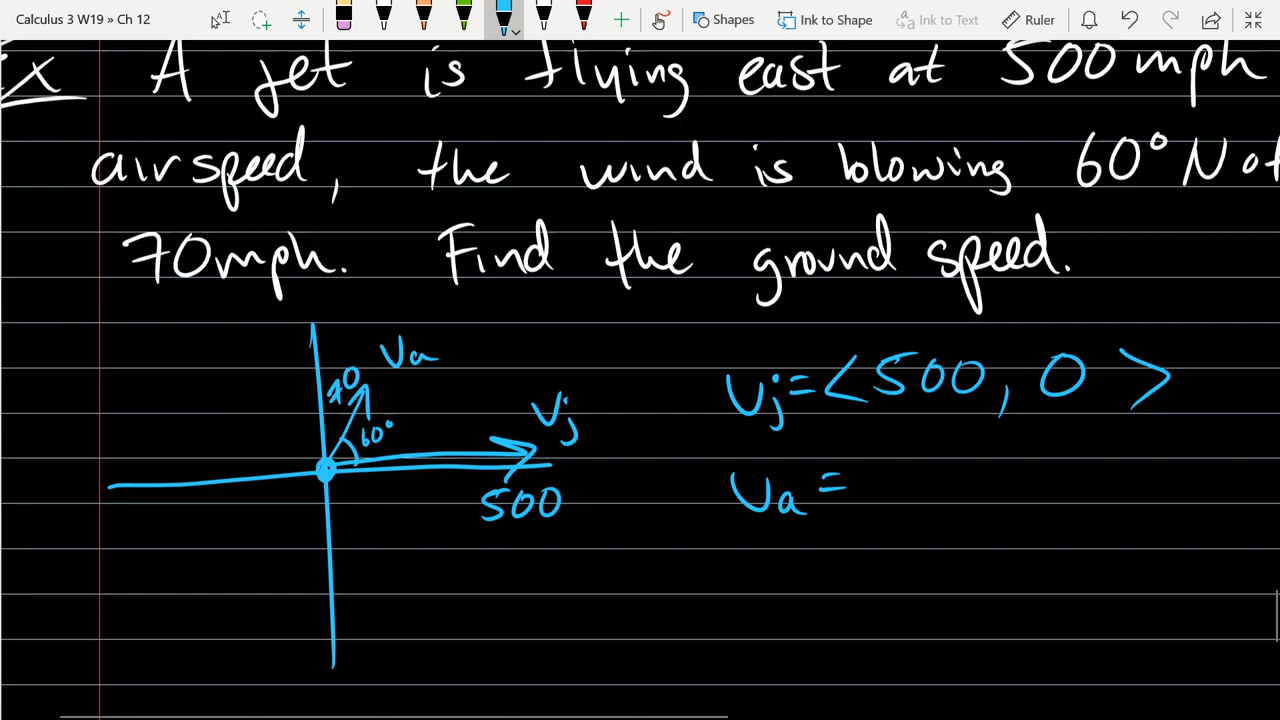 Calculus 3 W19 » Ch 12
Shapes Ink to Shape Ink to Text Ruler
Ex A jet is flying east at 500mph
airspeed, the wind is blowing 60° N of
70mph. Find the ground speed.
Va
70
60°
Vj
500
Vj=<500, 0 >
Va =